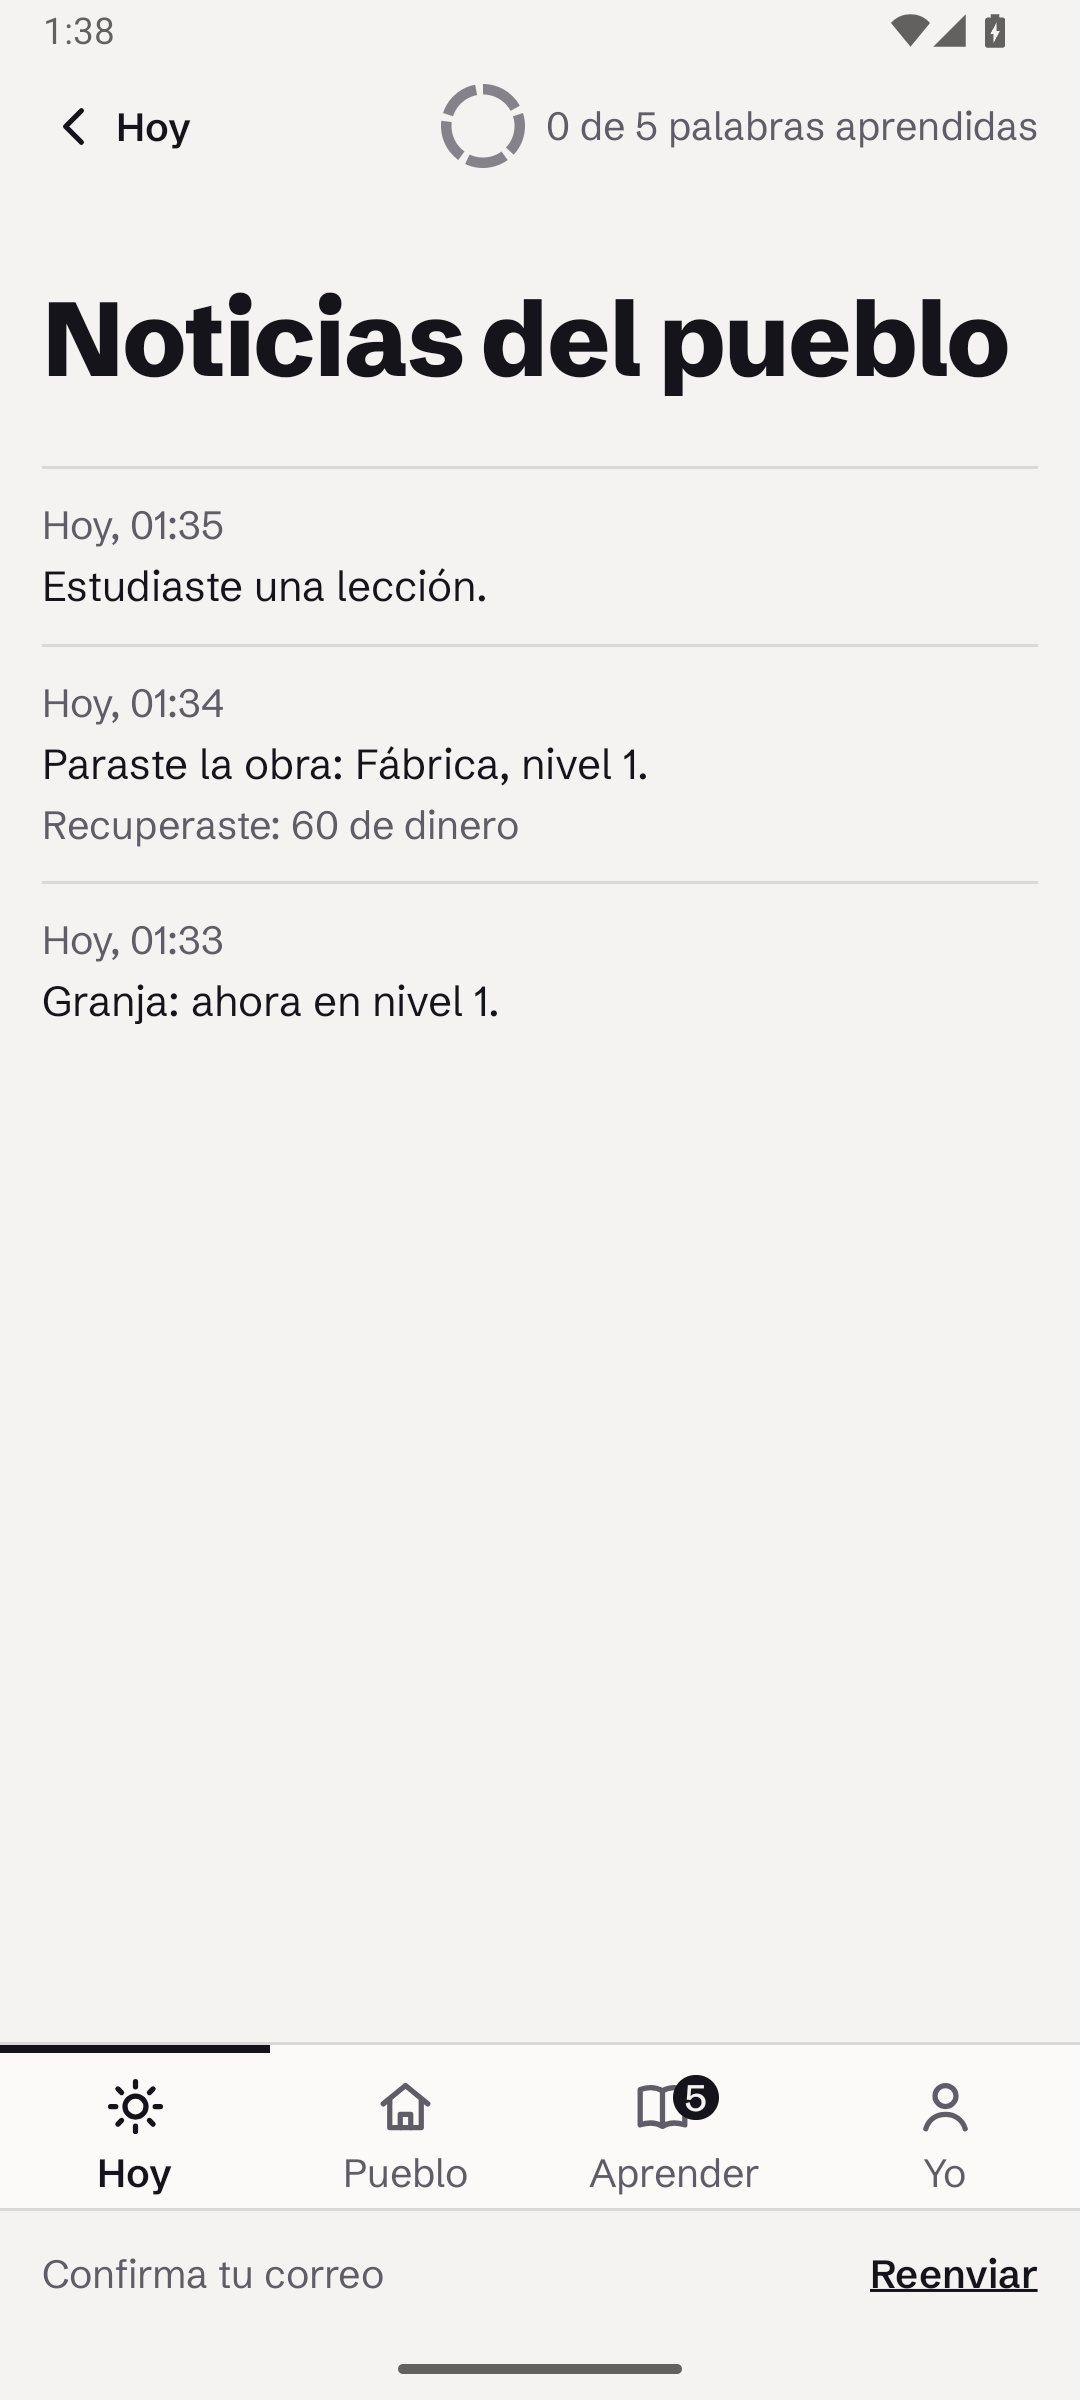 1:38
Hoy
0 de 5 palabras aprendidas
Noticias del pueblo
Hoy, 01:35
Estudiaste una lección.
Hoy, 01:34
Paraste la obra: Fábrica, nivel 1.
Recuperaste: 60 de dinero
Hoy, 01:33
Granja: ahora en nivel 1.
5
Hoy
Pueblo
Aprender
Yo
Confirma tu correo
Reenviar